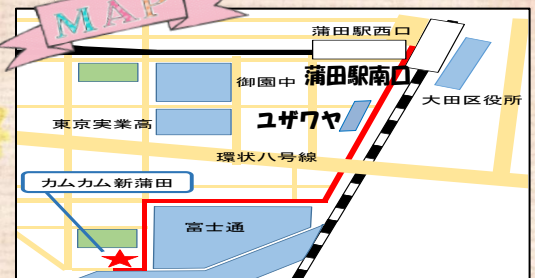 MAP
蒲田駅西口
御園中
蒲田駅南口
大田区役所
東京実業高
ユザワヤ
環状八号線
カムカム新蒲田
富士通